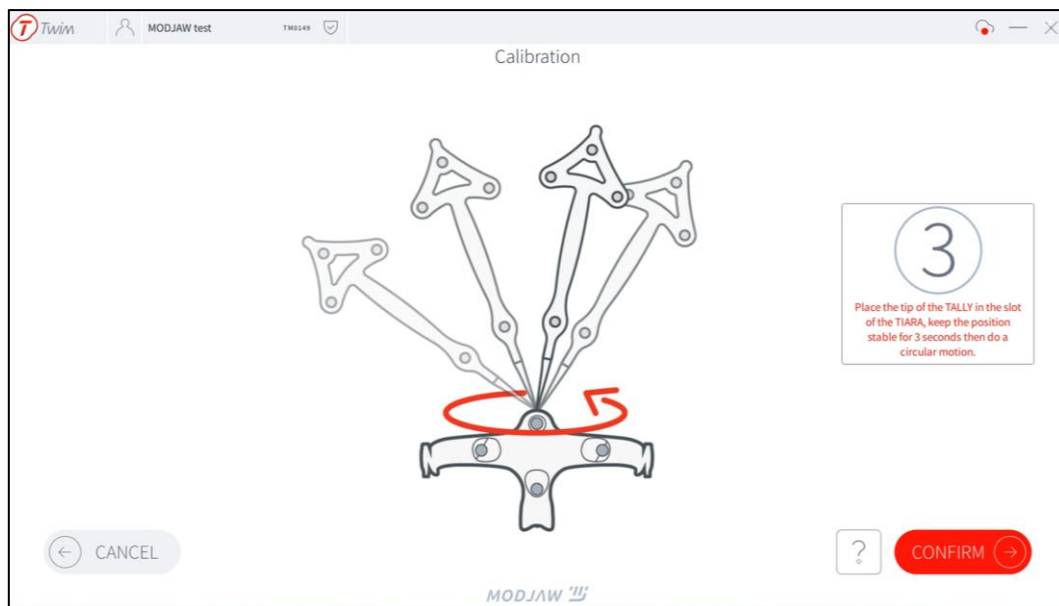 Twim
MODJAW test
TM0149
Calibration
3
Place the tip of the TALLY in the slot
of the TIARA, keep the position
stable for 3 seconds then do a
circular motion.
CANCEL
?
CONFIRM
MODJAW